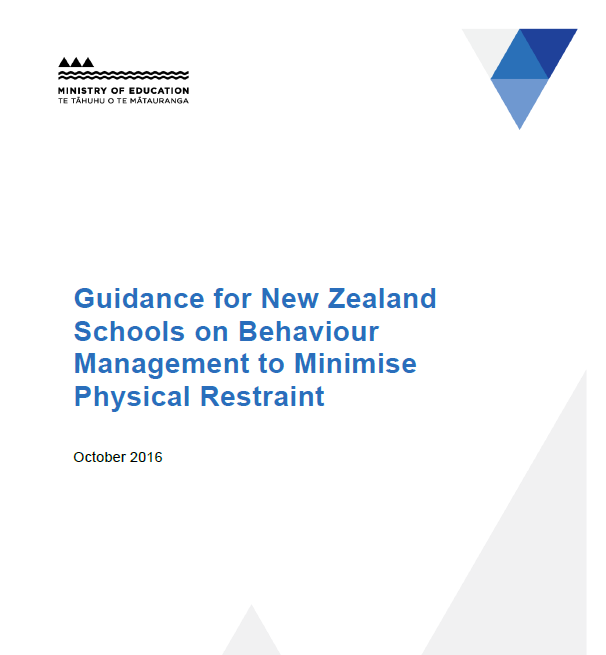 MINISTRY OF EDUCATION
TE TĀHUHU O TE MĀTAURANGA
Guidance for New Zealand
Schools on Behaviour
Management to Minimise
Physical Restraint
October 2016